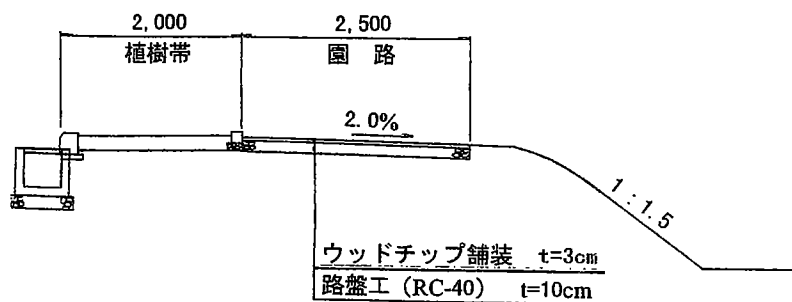 2,000 2,500
植樹帯 園 路
2.0%
1:1.5
ウッドチップ舗装 t=3cm
路盤工（RC-40） t=10cm